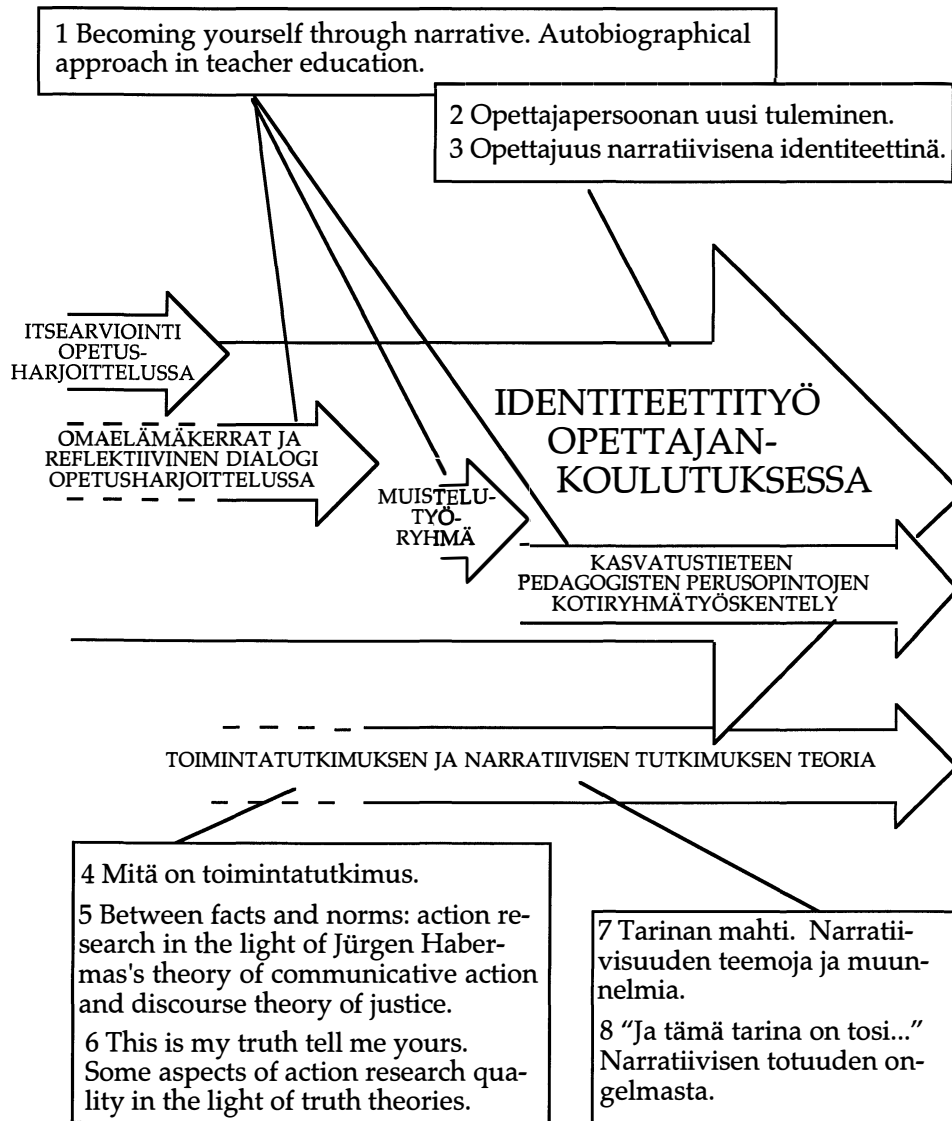 1 Becoming yourself through narrative. Autobiographical
approach in teacher education.
2 Opettajapersoonan uusi tuleminen.
3 Opettajuus narratiivisena identiteettinä.
ITSEARVIOINTI
OPETUS-
HARJOITTELUSSA
IDENTITEETTITYÖ
OPETTAJAN-
KOULUTUKSESSA
OMAELÄMÄKERRAT JA
REFLEKTIIVINEN DIALOGI
OPETUSHARJOITTELUSSA
MUISTELU-
TYÖ-
RYHMÄ
KASVATUSTIETEEN
PEDAGOGISTEN PERUSOPINTOJEN
KOTIRYHMÄTYÖSKENTELY
TOIMINTATUTKIMUKSEN JA NARRATIIVISEN TUTKIMUKSEN TEORIA
4 Mitä on toimintatutkimus.
5 Between facts and norms: action re-
search in the light of Jürgen Haber-
mas's theory of communicative action
and discourse theory of justice.
6 This is my truth tell me yours.
Some aspects of action research qua-
lity in the light of truth theories.
7 Tarinan mahti. Narratii-
visuuden teemoja ja muun-
nelmia.
8 “Ja tämä tarina on tosi...”
Narratiivisen totuuden on-
gelmasta.